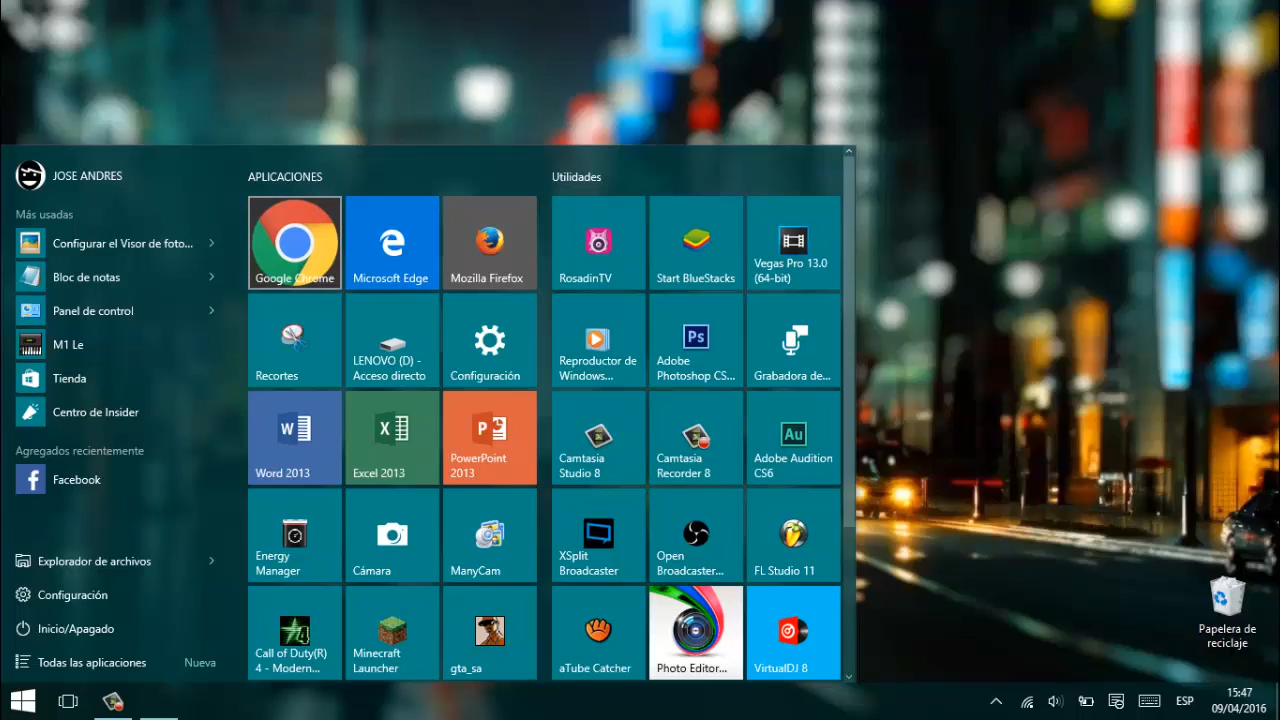 JOSE ANDRES
Más usadas
Configurar el Visor de foto...
Bloc de notas
Panel de control
M1 Le
Tienda
Centro de Insider
Agregados recientemente
Facebook
Explorador de archivos
Configuración
Inicio/Apagado
Todas las aplicaciones Nueva
APLICACIONES
Google Chrome
Microsoft Edge
Mozilla Firefox
Recortes
LENOVO (D) -
Acceso directo
Configuración
Word 2013
Excel 2013
PowerPoint
2013
Energy
Manager
Cámara
ManyCam
Call of Duty(R)
4 - Modern...
Minecraft
Launcher
gta_sa
Utilidades
RosadinTV
Start BlueStacks
Vegas Pro 13.0
(64-bit)
Reproductor de
Windows...
Ps
Adobe
Photoshop CS...
Grabadora de...
Camtasia
Studio 8
Camtasia
Recorder 8
Au
Adobe Audition
CS6
XSplit
Broadcaster
Open
Broadcaster...
FL Studio 11
aTube Catcher
Photo Editor...
VirtualDJ 8
Papelera de
reciclaje
ESP
15:47
09/04/2016